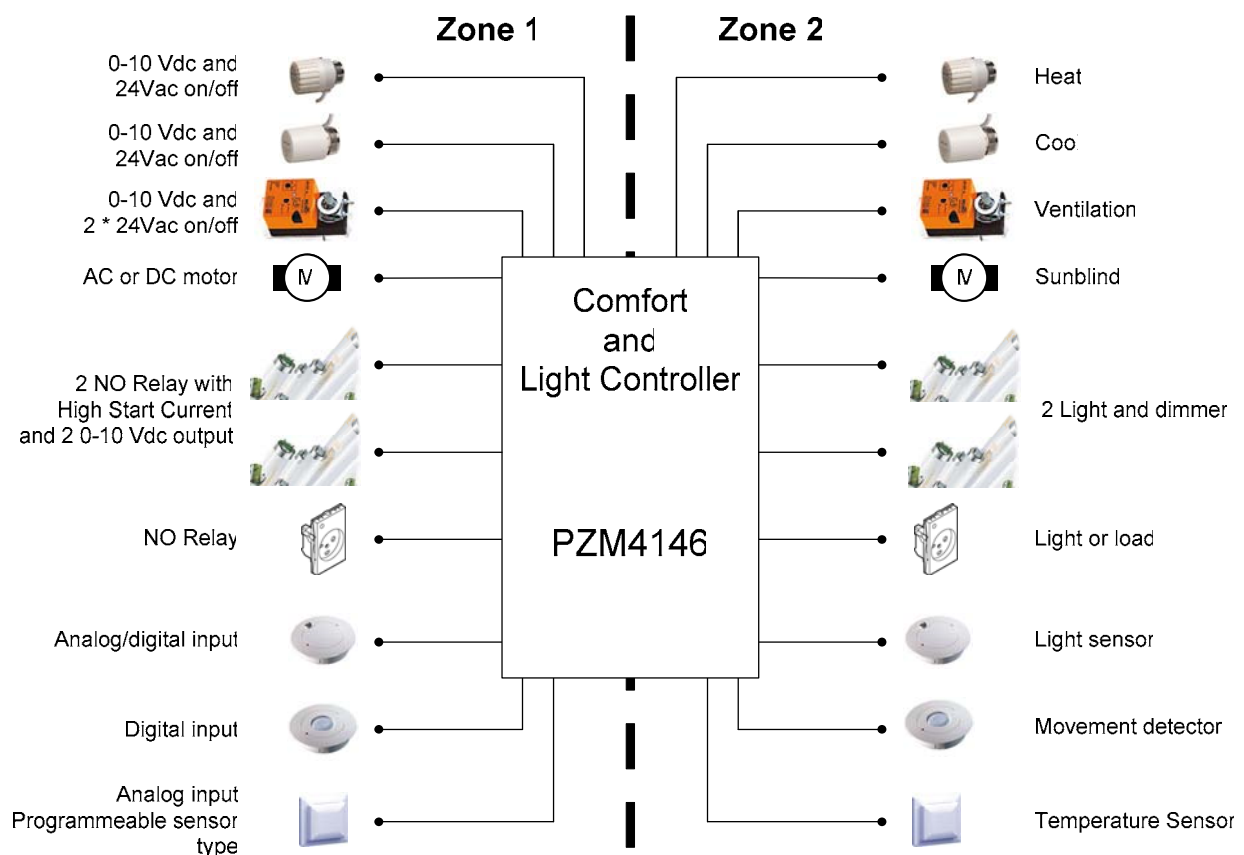 Zone 1
Zone 2
0-10 Vdc and
24Vac on/off
Heat
0-10 Vdc and
24Vac on/off
Coo
0-10 Vdc and
2 * 24Vac on/off
Ventilation
AC or DC motor
M
M
Sunblind
Comfort
and
Light Controller
2 NO Relay with
High Start Current
and 2 0-10 Vdc output
2 Light and dimmer
NO Relay
PZM4146
Light or load
Analog/digital input
Light sensor
Digital input
Movement detector
Analog input
Programmeable sensor
type
Temperature Sensor